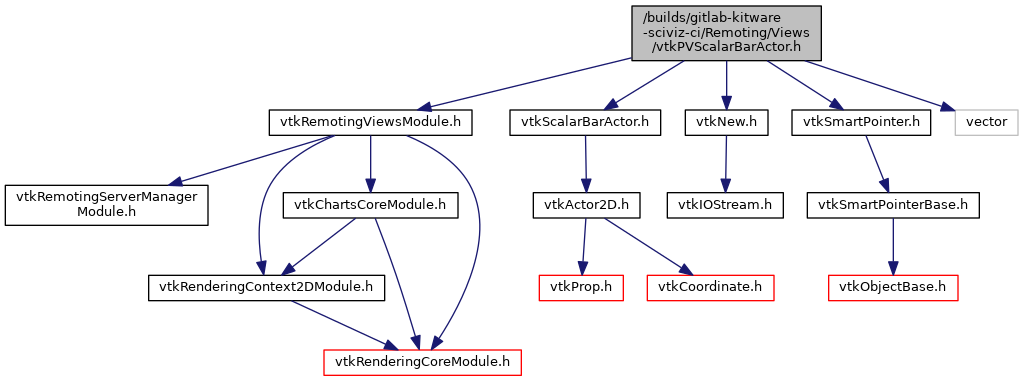 /builds/gitlab-kitware
-sciviz-ci/Remoting/Views
/vtkPVScalarBarActor.h
vtkRemotingViewsModule.h
vtkScalarBarActor.h
vtkNew.h
vtkSmartPointer.h
vector
vtkRemotingServerManager
Module.h
vtkChartsCoreModule.h
vtkActor2D.h
vtkIOStream.h
vtkSmartPointerBase.h
vtkRenderingContext2DModule.h
vtkProp.h
vtkCoordinate.h
vtkObjectBase.h
vtkRenderingCoreModule.h